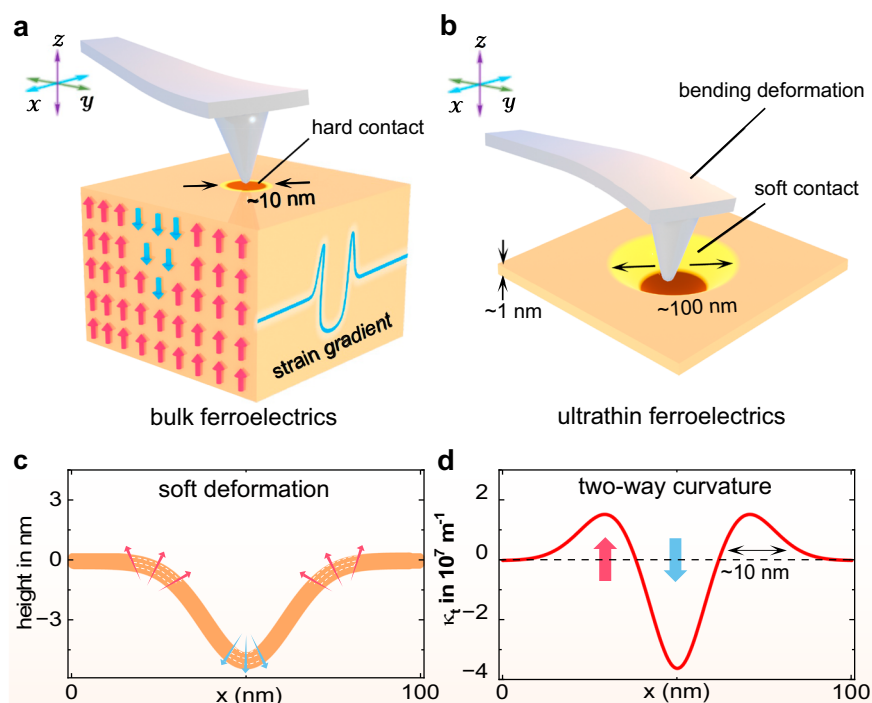 a
z
x
y
hard contact
~10 nm
strain gradient
bulk ferroelectrics
b
z
x
y
bending deformation
soft contact
~1 nm
~100 nm
ultrathin ferroelectrics
c
soft deformation
height in nm
3
0
−3
0
x (nm)
100
d
two-way curvature
κt in 10⁷ m⁻¹
2
0
−2
−4
~10 nm
0
x (nm)
100